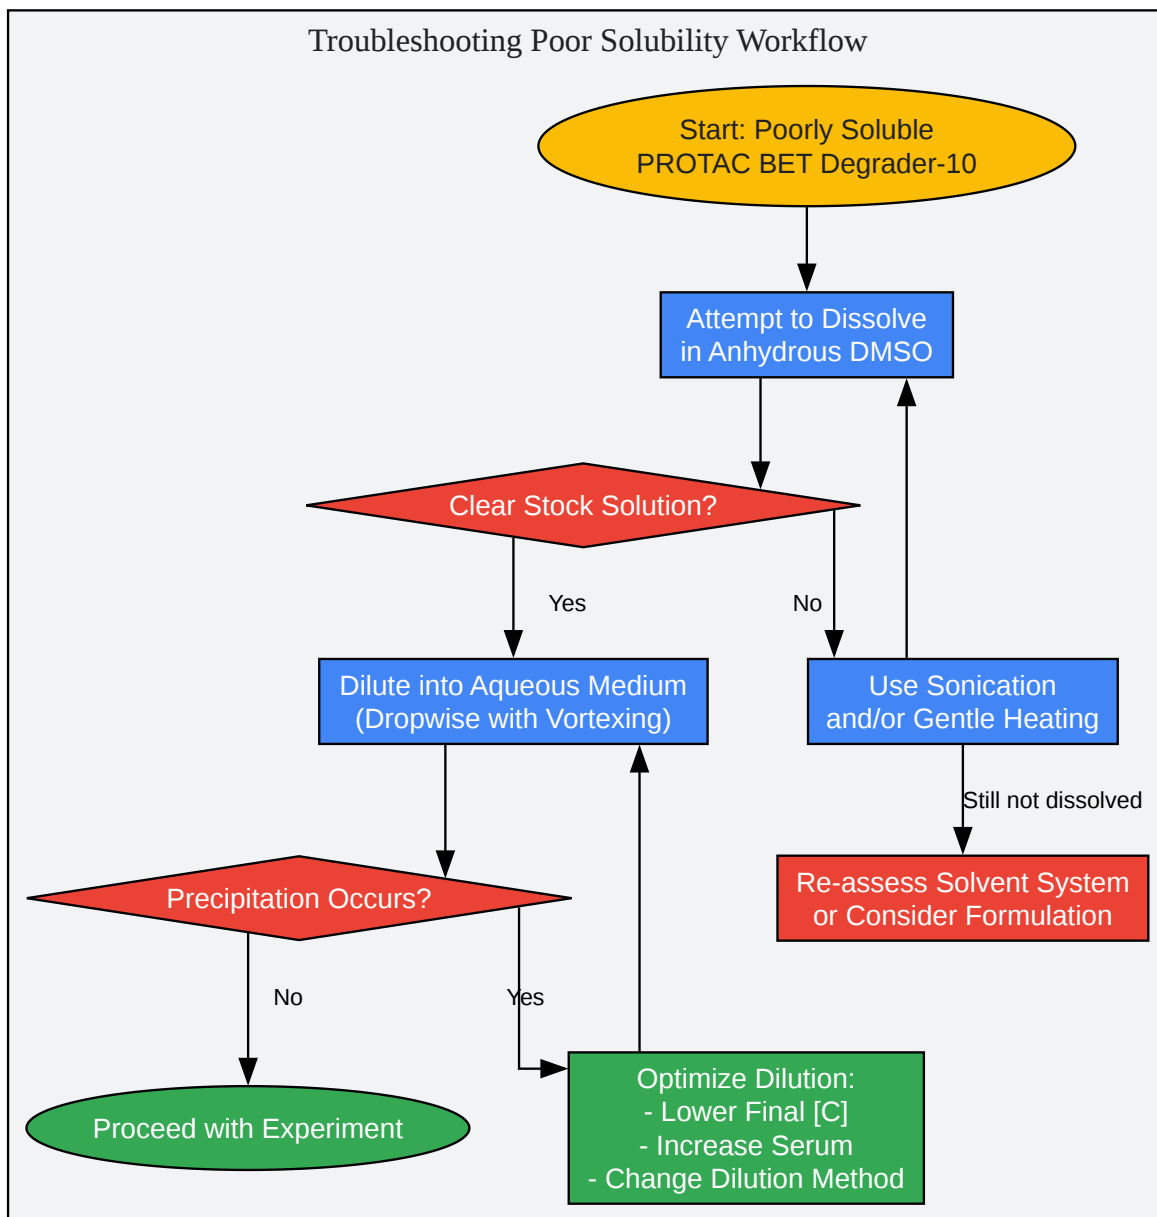 Troubleshooting Poor Solubility Workflow
Start: Poorly Soluble
PROTAC BET Degrader-10
Attempt to Dissolve
in Anhydrous DMSO
Clear Stock Solution?
Yes
No
Dilute into Aqueous Medium
(Dropwise with Vortexing)
Use Sonication
and/or Gentle Heating
Still not dissolved
Precipitation Occurs?
Re-assess Solvent System
or Consider Formulation
No
Yes
Proceed with Experiment
Optimize Dilution:
- Lower Final [C]
- Increase Serum
- Change Dilution Method